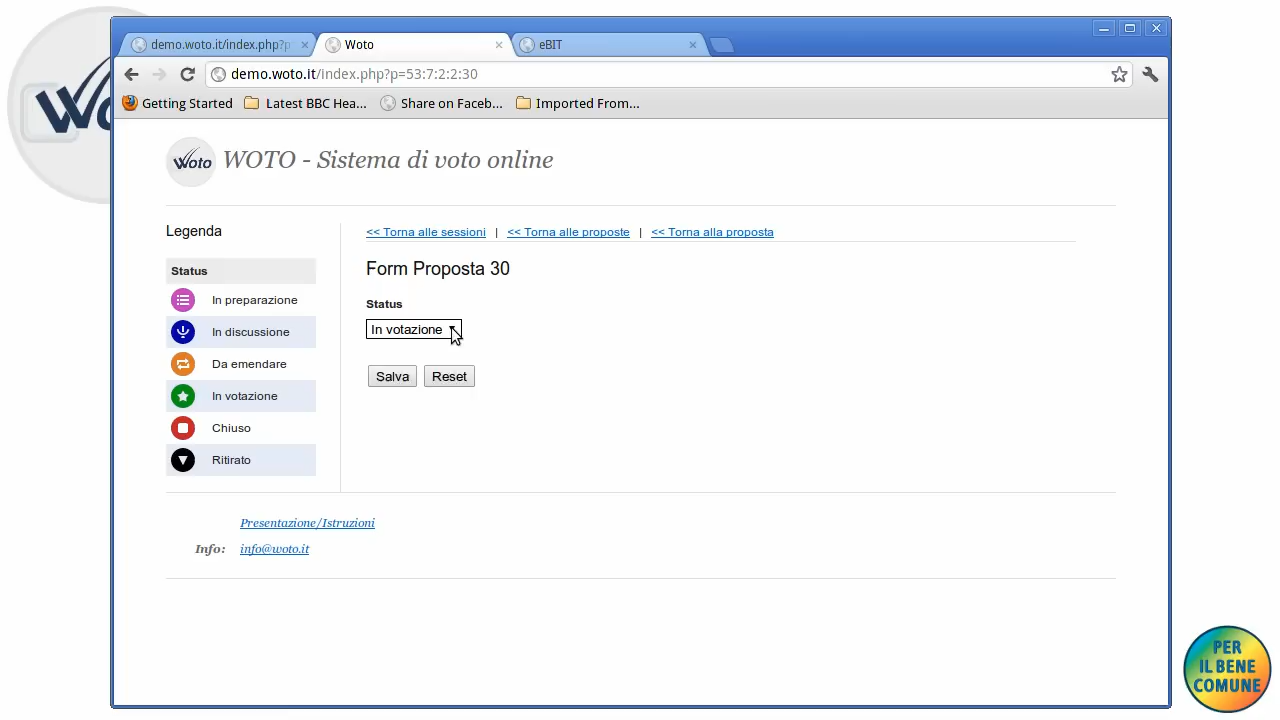 demo.woto.it/index.php?p
Woto
eBIT
demo.woto.it/index.php?p=53:7:2:2:30
Getting Started
Latest BBC Hea...
Share on Faceb...
Imported From...
Woto
WOTO - Sistema di voto online
Legenda
Status
In preparazione
In discussione
Da emendare
In votazione
Chiuso
Ritirato
<< Torna alle sessioni | << Torna alle proposte | << Torna alla proposta
Form Proposta 30
Status
In votazione
Salva Reset
Presentazione/Istruzioni
Info: info@woto.it
PER
IL BENE
COMUNE